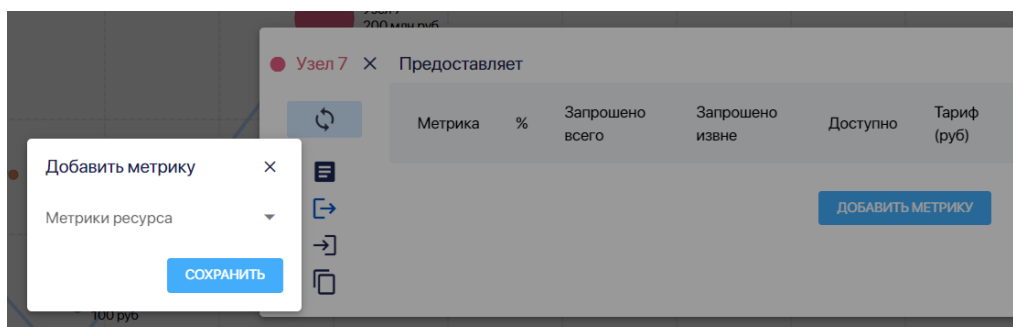 200 млн руб
Узел 7
Предоставляет
Метрика
%
Запрошено
всего
Запрошено
извне
Доступно
Тариф
(руб)
Добавить метрику
Метрики ресурса
ДОБАВИТЬ МЕТРИКУ
СОХРАНИТЬ
100 руб